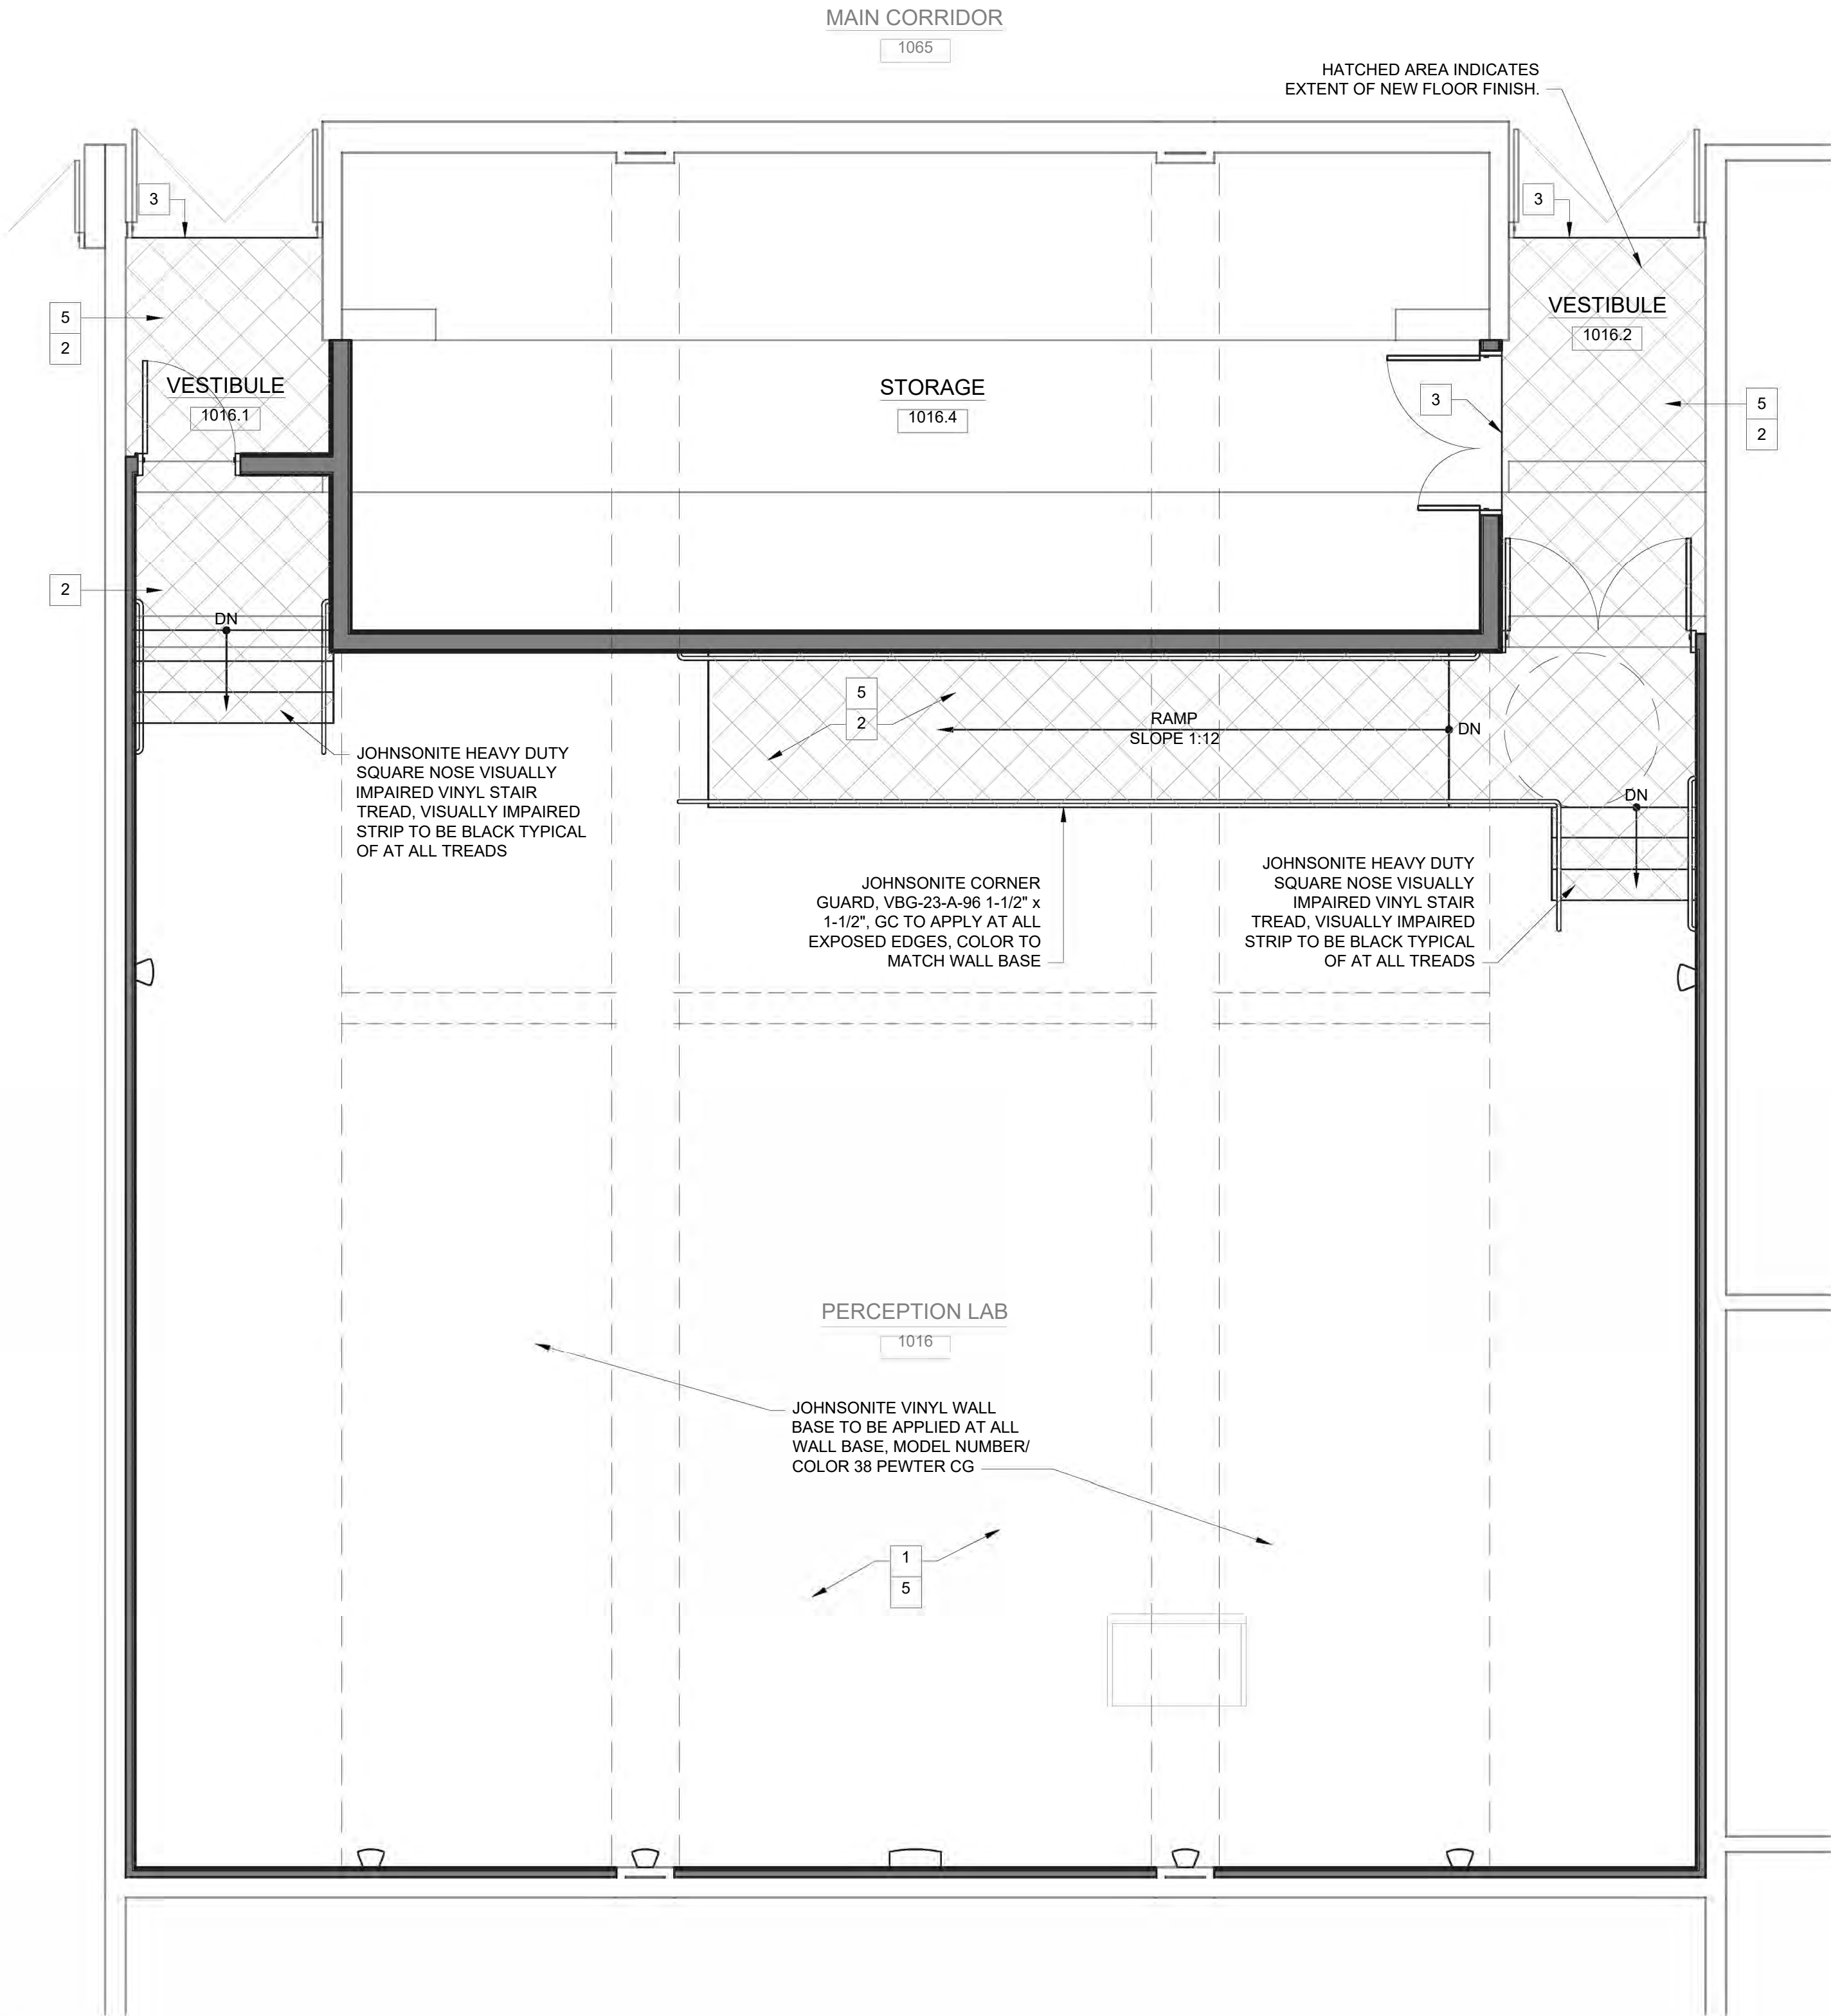 MAIN CORRIDOR
1065
HATCHED AREA INDICATES
EXTENT OF NEW FLOOR FINISH.
3
3
5
2
VESTIBULE
1016.1
STORAGE
1016.4
3
VESTIBULE
1016.2
5
2
2
DN
5
2
RAMP
SLOPE 1:12
DN
DN
JOHNSONITE HEAVY DUTY
SQUARE NOSE VISUALLY
IMPAIRED VINYL STAIR
TREAD, VISUALLY IMPAIRED
STRIP TO BE BLACK TYPICAL
OF AT ALL TREADS
JOHNSONITE CORNER
GUARD, VBG-23-A-96 1-1/2" x
1-1/2", GC TO APPLY AT ALL
EXPOSED EDGES, COLOR TO
MATCH WALL BASE
JOHNSONITE HEAVY DUTY
SQUARE NOSE VISUALLY
IMPAIRED VINYL STAIR
TREAD, VISUALLY IMPAIRED
STRIP TO BE BLACK TYPICAL
OF AT ALL TREADS
PERCEPTION LAB
1016
JOHNSONITE VINYL WALL
BASE TO BE APPLIED AT ALL
WALL BASE, MODEL NUMBER/
COLOR 38 PEWTER CG
1
5